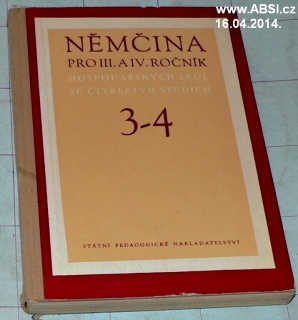 www.ABSI.cz
16.04.2014.
NĚMČINA
PRO III. A IV. ROČNÍK
HOSPODÁŘSKÝCH ŠKOL
SE ČTYŘLETÝM STUDIEM
3-4
STÁTNÍ PEDAGOGICKÉ NAKLADATELSTVÍ